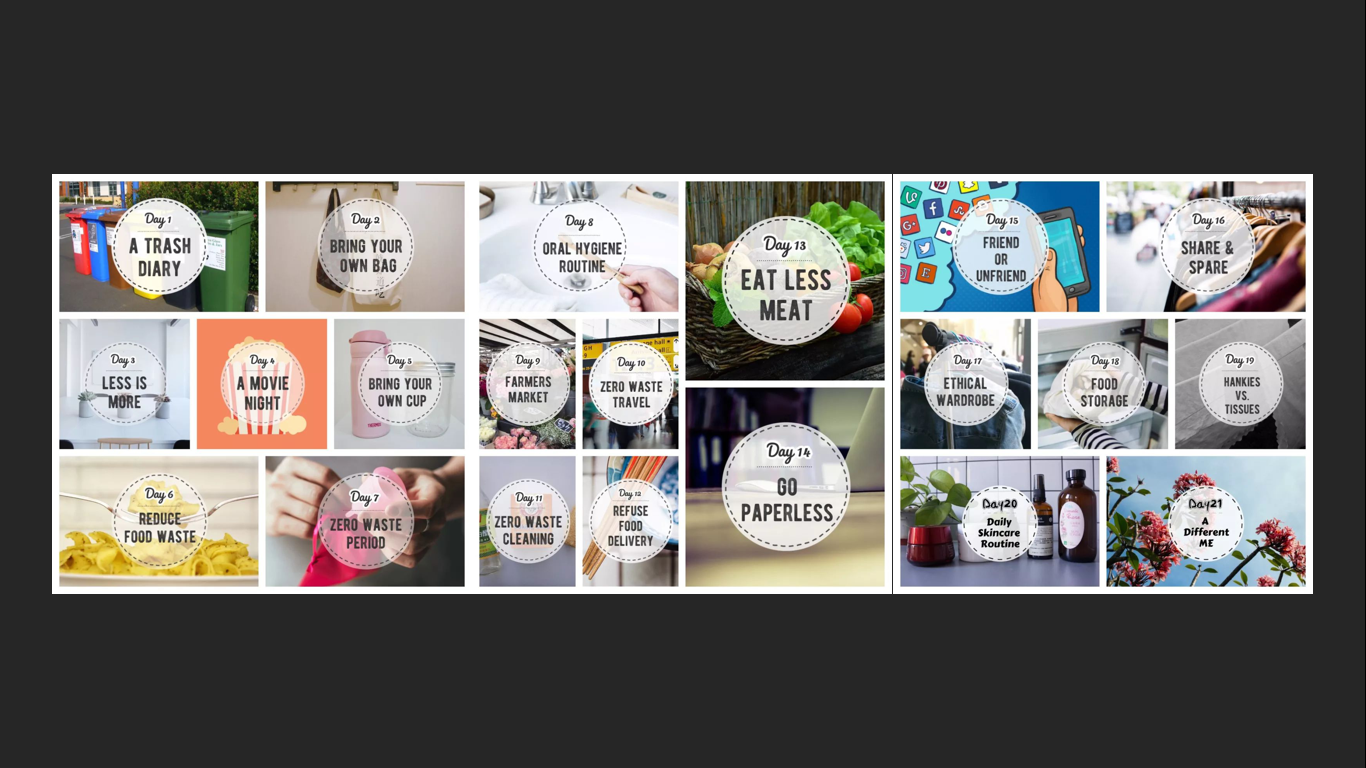 Day 1
A TRASH
DIARY
Day 2
BRING YOUR
OWN BAG
Day 3
LESS IS
MORE
Day 4
A MOVIE
NIGHT
Day 5
BRING YOUR
OWN CUP
Day 6
REDUCE
FOOD WASTE
Day 7
ZERO WASTE
PERIOD
Day 8
ORAL HYGIENE
ROUTINE
Day 9
FARMERS
MARKET
Day 10
ZERO WASTE
TRAVEL
Day 11
ZERO WASTE
CLEANING
Day 12
REFUSE
FOOD
DELIVERY
Day 13
EAT LESS
MEAT
Day 14
GO
PAPERLESS
Day 15
FRIEND
OR
UNFRIEND
Day 16
SHARE &
SPARE
Day 17
ETHICAL
WARDROBE
Day 18
FOOD
STORAGE
Day 19
HANKIES
VS.
TISSUES
Day20
Daily
Skincare
Routine
Day21
A
Different
ME